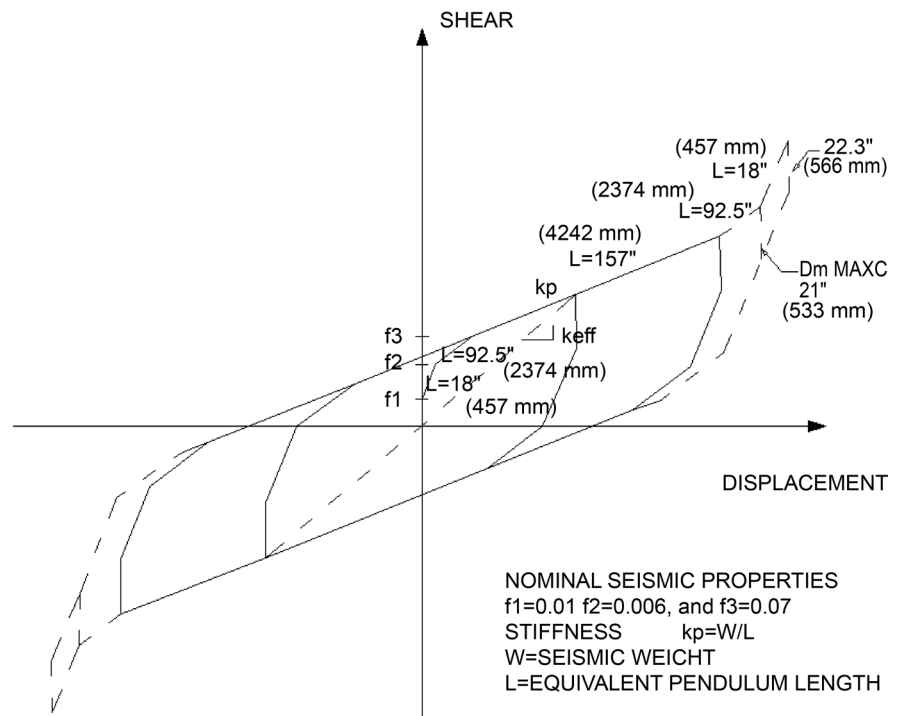 SHEAR
(457 mm)
L=18"
22.3"
(566 mm)
(2374 mm)
L=92.5"
(4242 mm)
L=157"
kp
Dm MAXC
21"
(533 mm)
f3
keff
f2
L=92.5"
(2374 mm)
L=18"
f1
(457 mm)
DISPLACEMENT
NOMINAL SEISMIC PROPERTIES
f1=0.01 f2=0.006, and f3=0.07
STIFFNESS kp=W/L
W=SEISMIC WEICHT
L=EQUIVALENT PENDULUM LENGTH